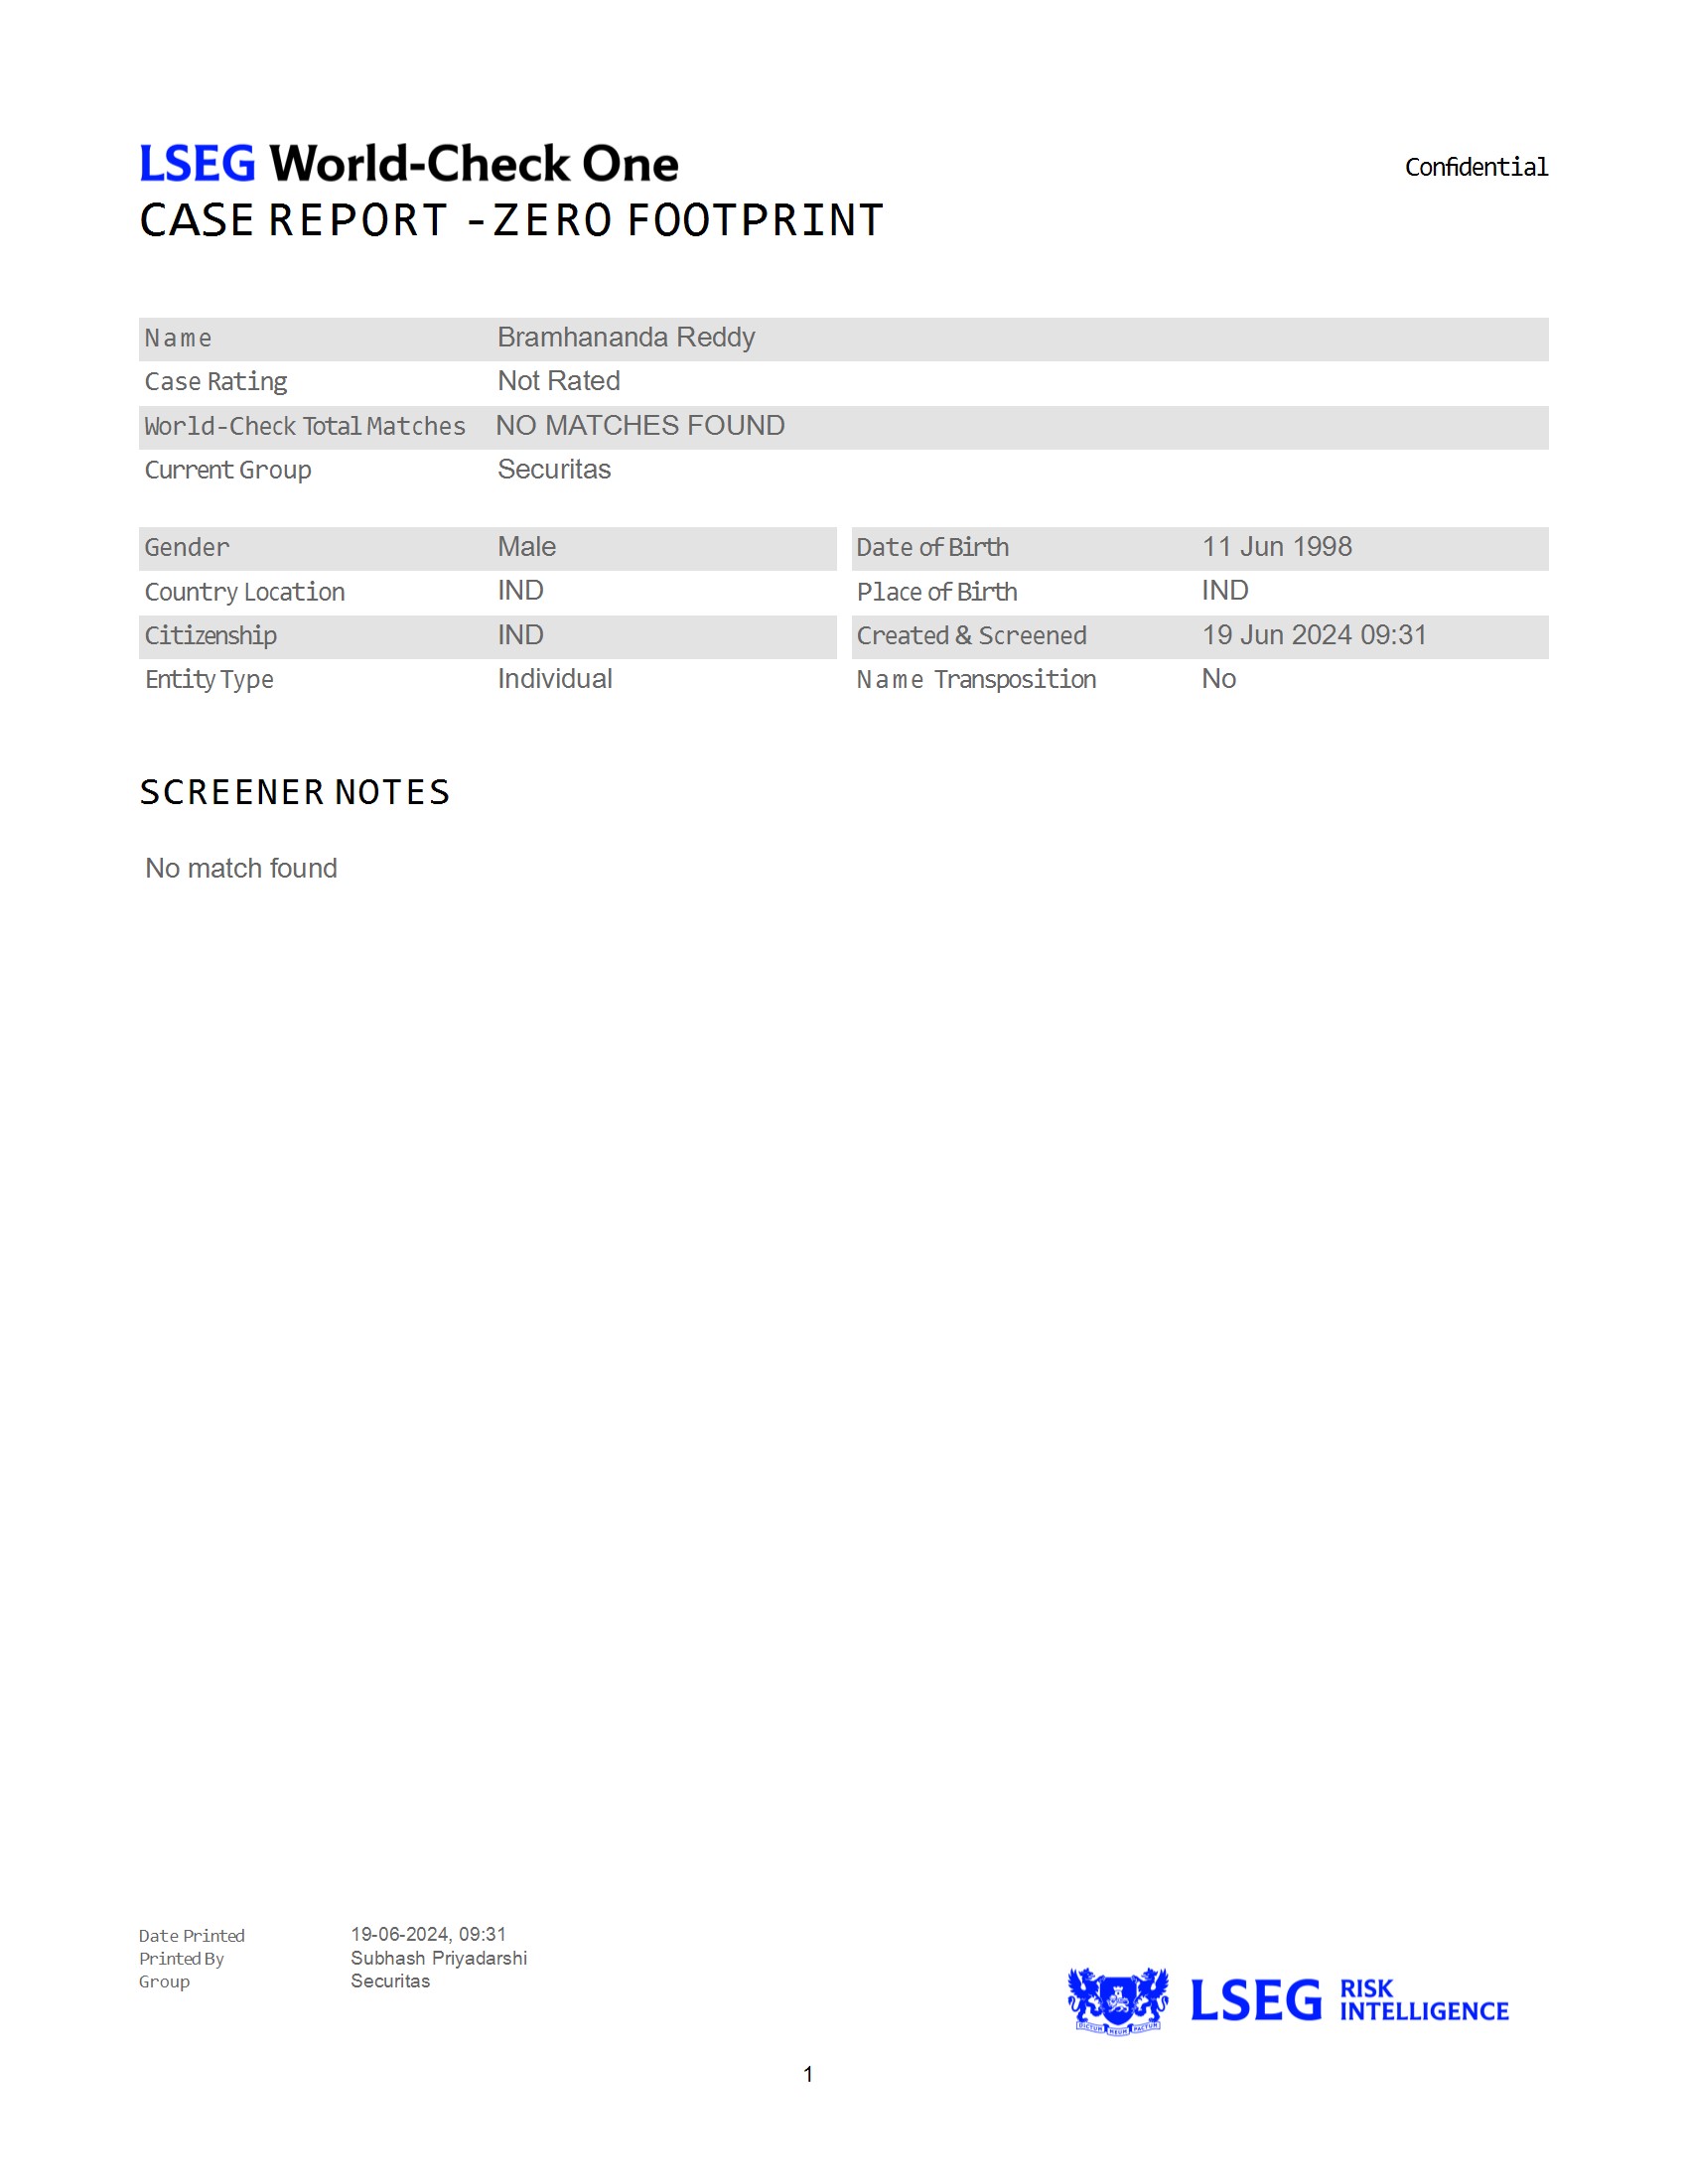 LSEG World-Check One
Confidential
CASE REPORT - ZERO FOOTPRINT
Name Bramhananda Reddy
Case Rating Not Rated
World-Check Total Matches NO MATCHES FOUND
Current Group Securitas
Gender Male Date of Birth 11 Jun 1998
Country Location IND Place of Birth IND
Citizenship IND Created & Screened 19 Jun 2024 09:31
Entity Type Individual Name Transposition No
SCREENER NOTES
No match found
Date Printed 19-06-2024, 09:31
Printed By Subhash Priyadarshi
Group Securitas
DICTUM MEUM PACTUM
LSEG RISK
INTELLIGENCE
1